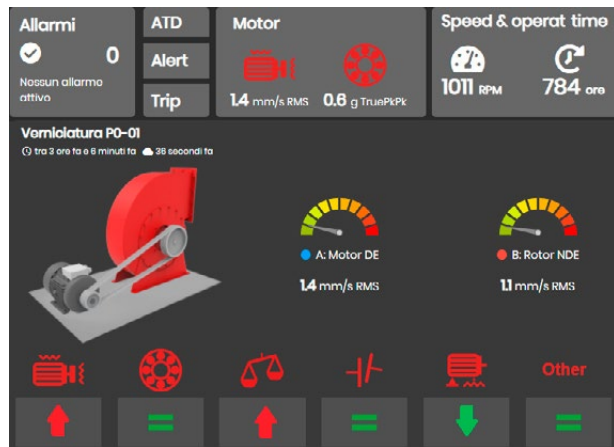 Allarmi
0
Nessun allarme
attivo
ATD
Alert
Trip
Motor
1.4 mm/s RMS
0.6 g TruePkPk
Speed & operat time
1011 RPM
784 ore
Verniciatura P0-01
tra 3 ore fa e 6 minuti fa
36 secondi fa
A: Motor DE
1.4 mm/s RMS
B: Rotor NDE
1.1 mm/s RMS
Other